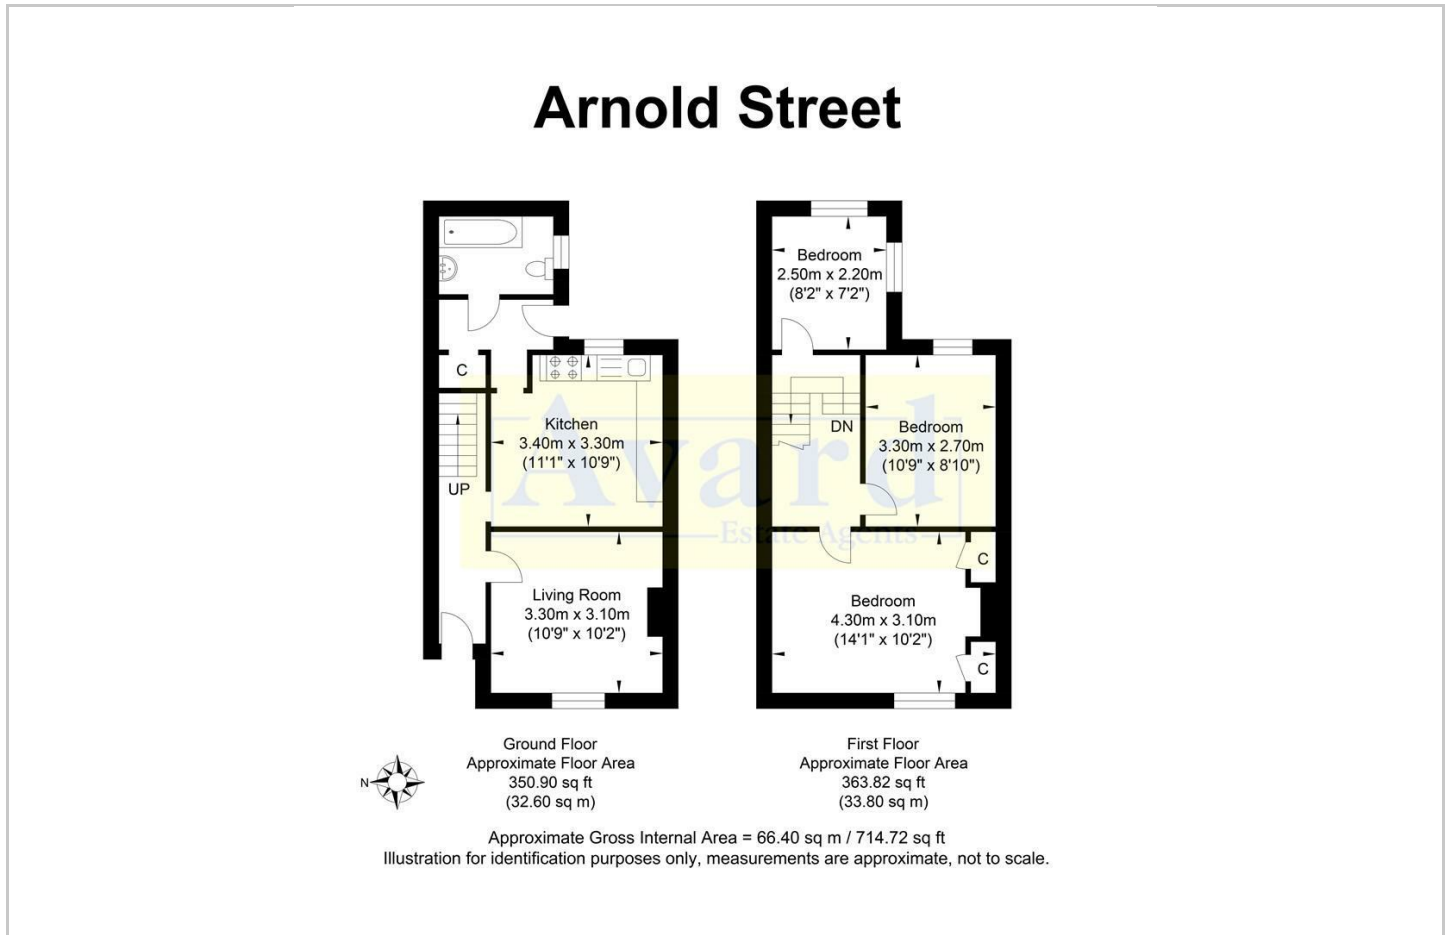 Arnold Street
C
UP
Kitchen
3.40m x 3.30m
(11'1" x 10'9")
Living Room
3.30m x 3.10m
(10'9" x 10'2")
Bedroom
2.50m x 2.20m
(8'2" x 7'2")
DN
Bedroom
3.30m x 2.70m
(10'9" x 8'10")
Bedroom
4.30m x 3.10m
(14'1" x 10'2")
C
C
Avard
Estate Agents
N
Ground Floor
Approximate Floor Area
350.90 sq ft
(32.60 sq m)
First Floor
Approximate Floor Area
363.82 sq ft
(33.80 sq m)
Approximate Gross Internal Area = 66.40 sq m / 714.72 sq ft
Illustration for identification purposes only, measurements are approximate, not to scale.